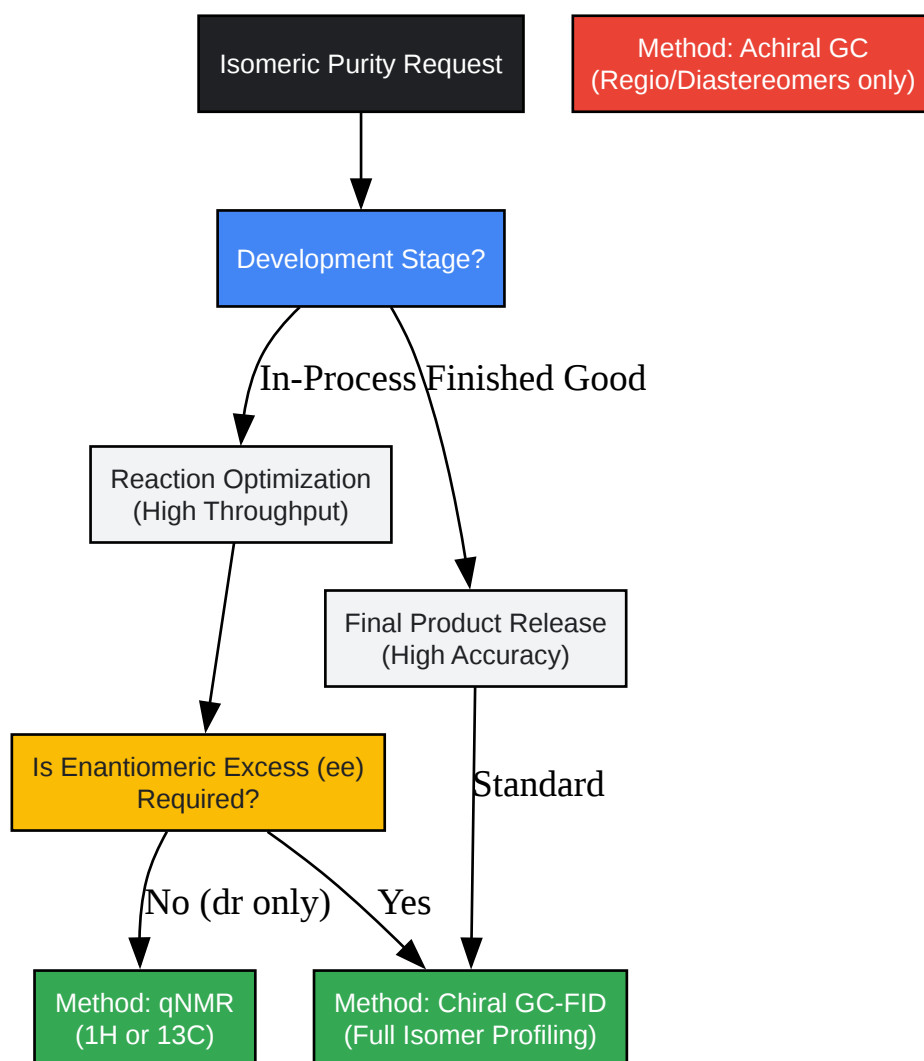 Isomeric Purity Request
Method: Achiral GC
(Regio/Diastereomers only)
Development Stage?
In-Process
Finished Good
Reaction Optimization
(High Throughput)
Final Product Release
(High Accuracy)
Is Enantiomeric Excess (ee)
Required?
Standard
No (dr only)
Yes
Method: qNMR
(1H or 13C)
Method: Chiral GC-FID
(Full Isomer Profiling)